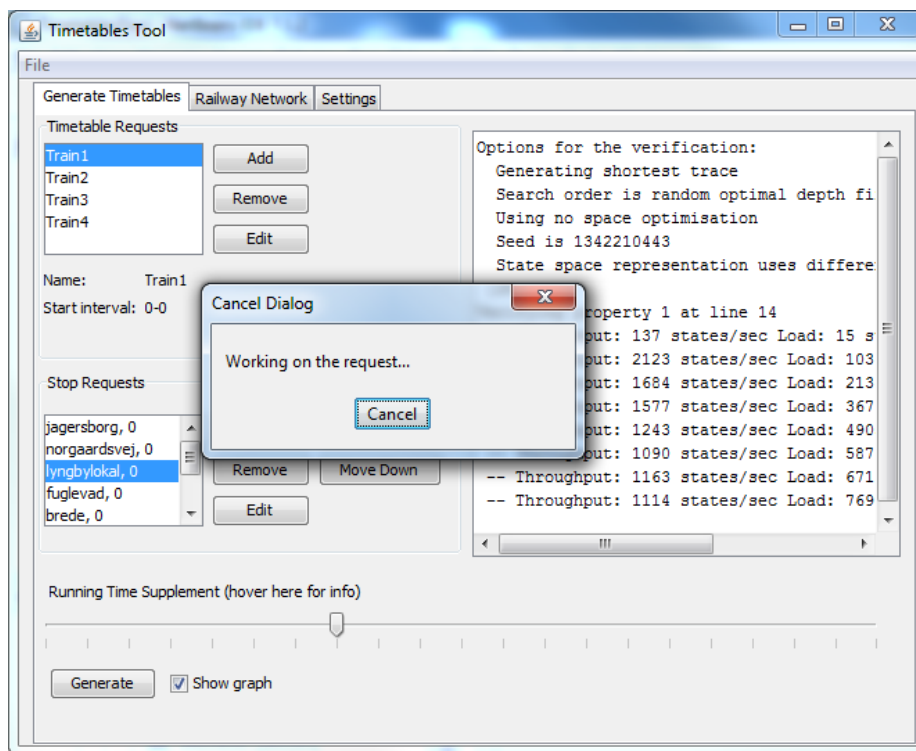 Timetables Tool
File
Generate Timetables Railway Network Settings
Timetable Requests
Train1
Train2
Train3
Train4
Add
Remove
Edit
Name: Train1
Start interval: 0-0
Stop Requests
jagersborg, 0
norgaardsvej, 0
lyngbylokal, 0
fuglevad, 0
brede, 0
Remove
Move Down
Edit
Options for the verification:
Generating shortest trace
Search order is random optimal depth fi
Using no space optimisation
Seed is 1342210443
State space representation uses differe
operty 1 at line 14
put: 137 states/sec Load: 15 s
put: 2123 states/sec Load: 103
put: 1684 states/sec Load: 213
put: 1577 states/sec Load: 367
put: 1243 states/sec Load: 490
put: 1090 states/sec Load: 587
-- Throughput: 1163 states/sec Load: 671
-- Throughput: 1114 states/sec Load: 769
Cancel Dialog
Working on the request...
Cancel
Running Time Supplement (hover here for info)
Generate
Show graph